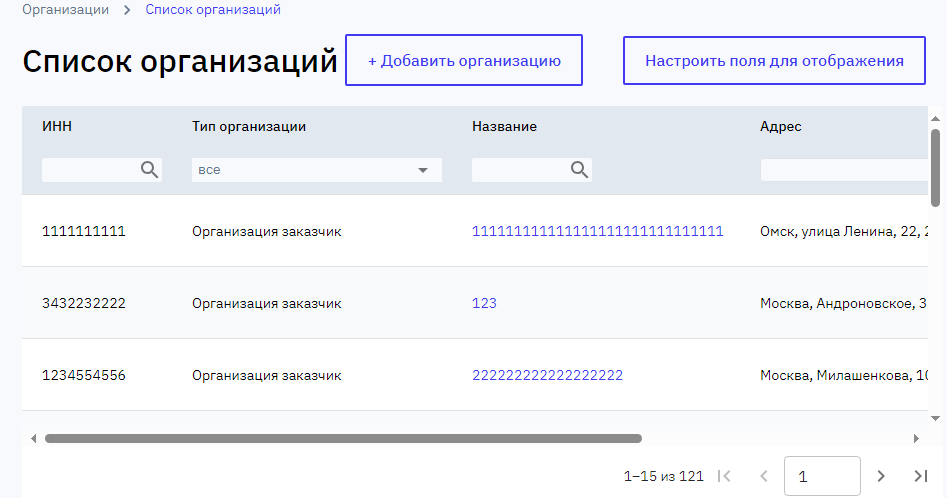 Организации > Список организаций
Список организаций + Добавить организацию Настроить поля для отображения
ИНН Тип организации Название Адрес
все
1111111111 Организация заказчик 111111111111111111111111111111 Омск, улица Ленина, 22,
3432232222 Организация заказчик 123 Москва, Андроновское, 3
1234554556 Организация заказчик 222222222222222222 Москва, Милашенкова, 10
1–15 из 121 1